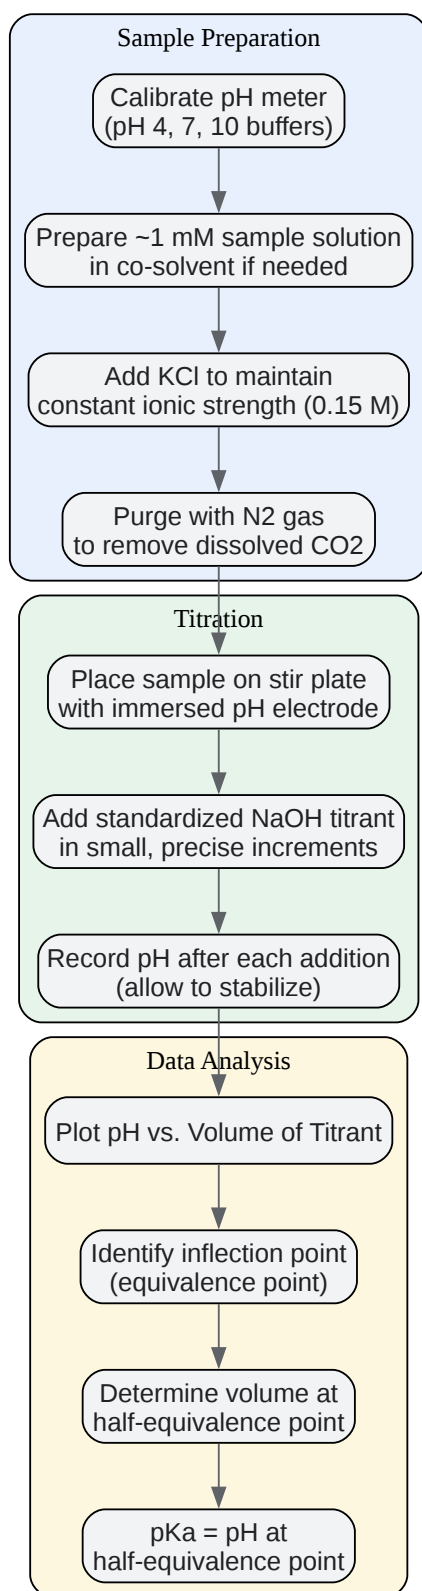 Sample Preparation
Calibrate pH meter
(pH 4, 7, 10 buffers)
Prepare ~1 mM sample solution
in co-solvent if needed
Add KCl to maintain
constant ionic strength (0.15 M)
Purge with N2 gas
to remove dissolved CO2
Titration
Place sample on stir plate
with immersed pH electrode
Add standardized NaOH titrant
in small, precise increments
Record pH after each addition
(allow to stabilize)
Data Analysis
Plot pH vs. Volume of Titrant
Identify inflection point
(equivalence point)
Determine volume at
half-equivalence point
pKa = pH at
half-equivalence point